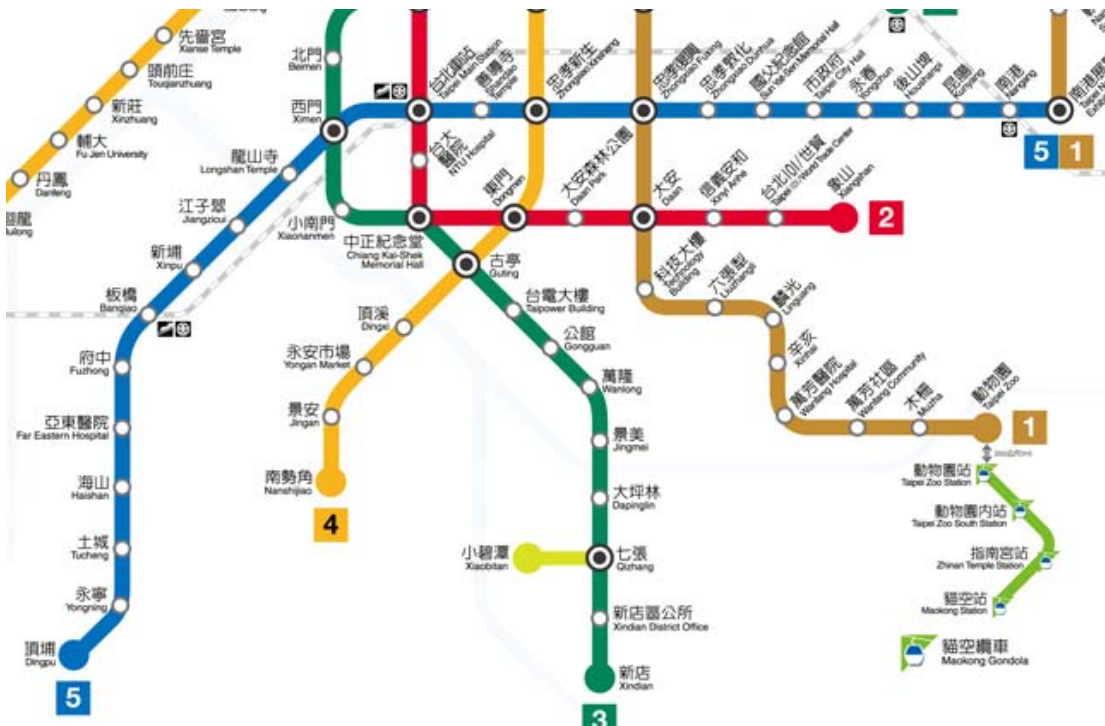 先嗇宮
Xianse Temple
頭前庄
Touqianzhuang
新莊
Xinzhuang
輔大
Fu Jen University
丹鳳
Danfeng
迴龍
北門
Beimen
西門
Ximen
龍山寺
Longshan Temple
江子翠
Jiangzicui
新埔
Xinpu
板橋
Banqiao
府中
Fuzhong
亞東醫院
Far Eastern Hospital
海山
Haishan
土城
Tucheng
永寧
Yongning
頂埔
Dingpu
5
小南門
Xiaonanmen
台北車站
Taipei Main Station
善導寺
Shandao
Temple
忠孝新生
Zhongxiao Xinsheng
忠孝復興
Zhongxiao Fuxing
忠孝敦化
Zhongxiao Dunhua
國父紀念館
Sun Yat-Sen Memorial Hall
市政府
Taipei City Hall
永春
Yongchun
後山埤
Houshanpi
昆陽
Kunyang
南港
Nangang
南港展
Taipei Na
Exhibi
5
1
台大
醫院
NTU Hospital
東門
Dongmen
大安森林公園
Daan Park
大安
Daan
信義安和
Xinyi Anhe
台北101/世貿
Taipei 101/World Trade Center
象山
Xiangshan
2
中正紀念堂
Chiang Kai-Shek
Memorial Hall
古亭
Guting
台電大樓
Taipower Building
公館
Gongguan
萬隆
Wanlong
景美
Jingmei
大坪林
Dapinglin
七張
Qizhang
小碧潭
Xiaobitan
新店區公所
Xindian District Office
新店
Xindian
3
頂溪
Dingxi
永安市場
Yongan Market
景安
Jingan
南勢角
Nanshijiao
4
科技大樓
Technology
Building
六張犁
Liuzhangli
麟光
Linguang
辛亥
Xinhai
萬芳醫院
Wanfang Hospital
萬芳社區
Wanfang Community
木柵
Muzha
動物園
Taipei Zoo
1
動物園站
Taipei Zoo Station
動物園內站
Taipei Zoo South Station
指南宮站
Zhinan Temple Station
貓空站
Maokong Station
貓空纜車
Maokong Gondola